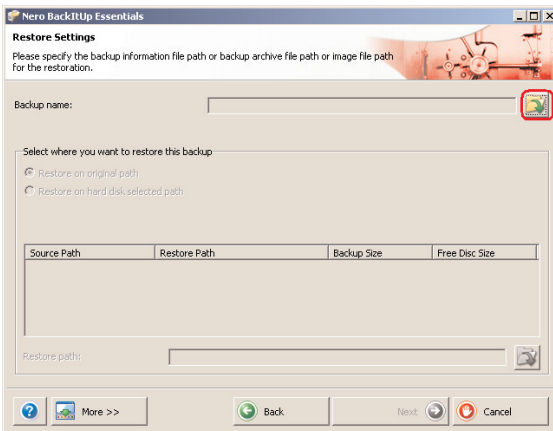 Nero BackItUp Essentials
Restore Settings
Please specify the backup information file path or backup archive file path or image file path
for the restoration.
Backup name:
Select where you want to restore this backup
Restore on original path
Restore on hard disk selected path
Source Path Restore Path Backup Size Free Disc Size
Restore path:
? More >> Back Next Cancel